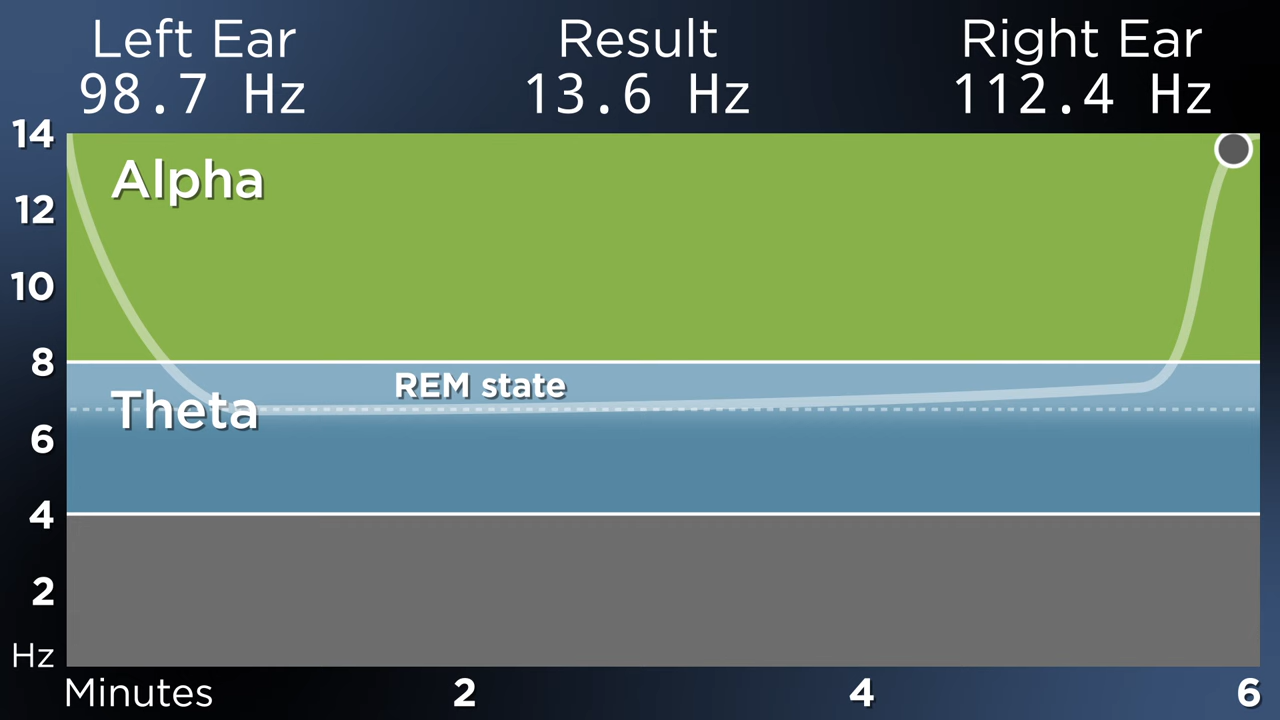 Left Ear
98.7 Hz
Result
13.6 Hz
Right Ear
112.4 Hz
14
12
10
8
6
4
2
Hz
Alpha
REM state
Theta
Minutes
2
4
6